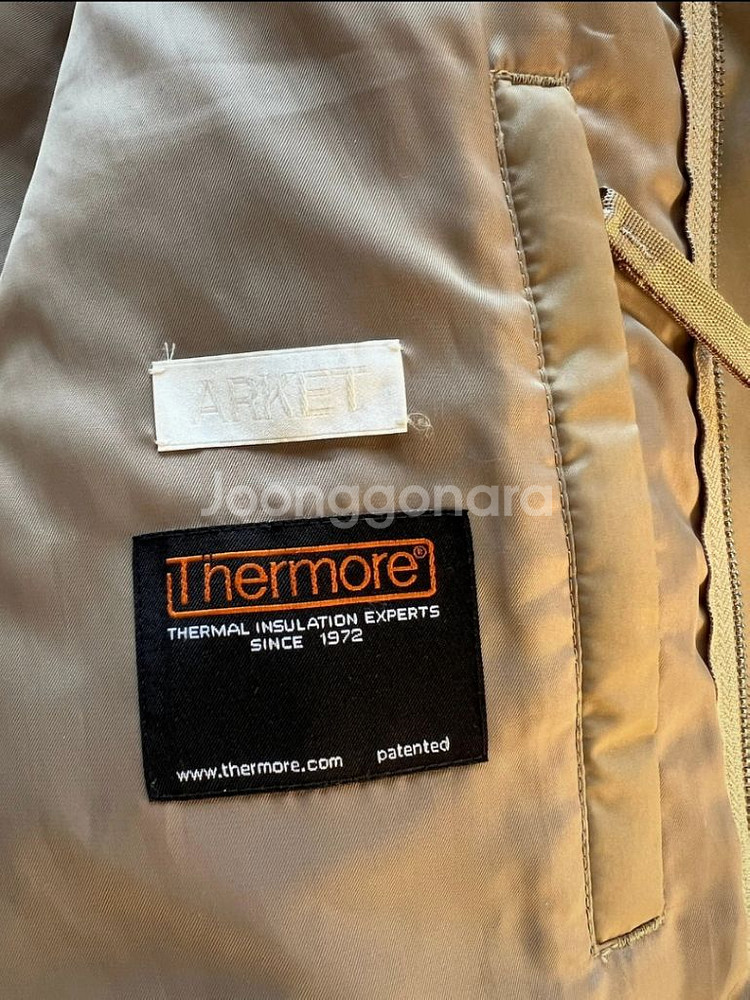 ARKET
Joonggonara
Thermore®
THERMAL INSULATION EXPERTS
SINCE 1972
www.thermore.com patented